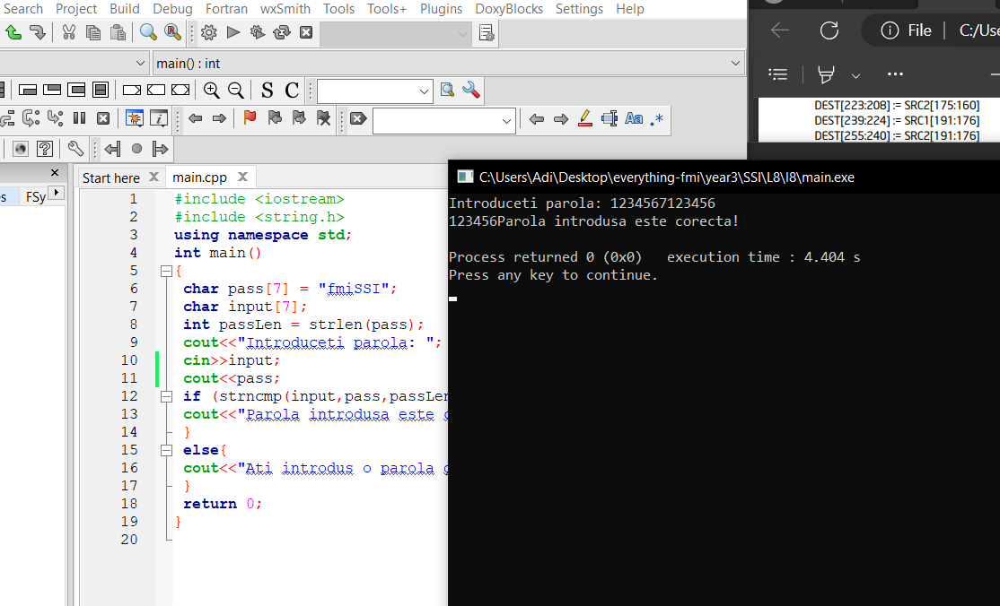 Search Project Build Debug Fortran wxSmith Tools Tools+ Plugins DoxyBlocks Settings Help
main() : int
S C
Aa .*
Start here main.cpp
FSy
1 #include <iostream>
2 #include <string.h>
3 using namespace std;
4 int main()
5 {
6 char pass[7] = "fmiSSI";
7 char input[7];
8 int passLen = strlen(pass);
9 cout<<"Introduceti parola: ";
10 cin>>input;
11 cout<<pass;
12 if (strncmp(input,pass,passLen
13 cout<<"Parola introdusa este
14 }
15 else{
16 cout<<"Ati introdus o parola
17 }
18 return 0;
19 }
20
File C:/Use
DEST[223:208] := SRC2[175:160]
DEST[239:224] := SRC1[191:176]
DEST[255:240] := SRC2[191:176]
C:\Users\Adi\Desktop\everything-fmi\year3\SSI\L8\l8\main.exe
Introduceti parola: 1234567123456
123456Parola introdusa este corecta!
Process returned 0 (0x0) execution time : 4.404 s
Press any key to continue.